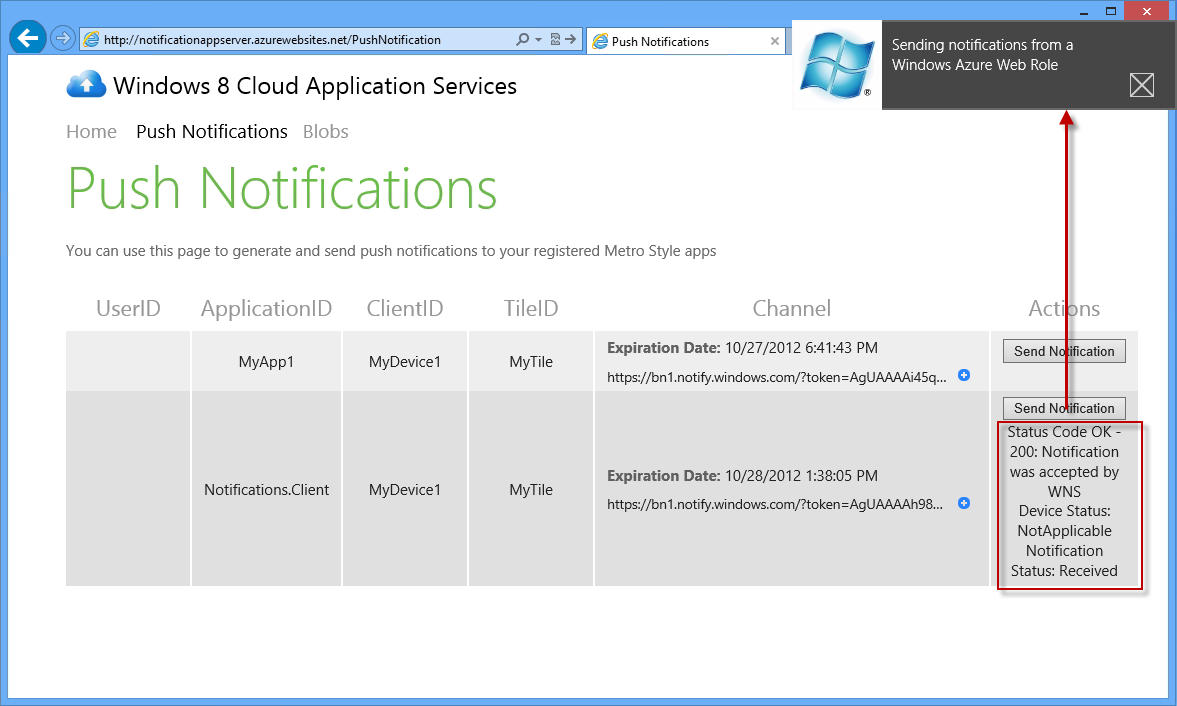 http://notificationappserver.azurewebsites.net/PushNotification
Push Notifications
Sending notifications from a
Windows Azure Web Role
®
Windows 8 Cloud Application Services
Home Push Notifications Blobs
Push Notifications
You can use this page to generate and send push notifications to your registered Metro Style apps
UserID ApplicationID ClientID TileID Channel Actions
MyApp1 MyDevice1 MyTile
Expiration Date: 10/27/2012 6:41:43 PM
https://bn1.notify.windows.com/?token=AgUAAAAi45q...
Send Notification
Notifications.Client MyDevice1 MyTile
Expiration Date: 10/28/2012 1:38:05 PM
https://bn1.notify.windows.com/?token=AgUAAAAh98...
Send Notification
Status Code OK -
200: Notification
was accepted by
WNS
Device Status:
NotApplicable
Notification
Status: Received